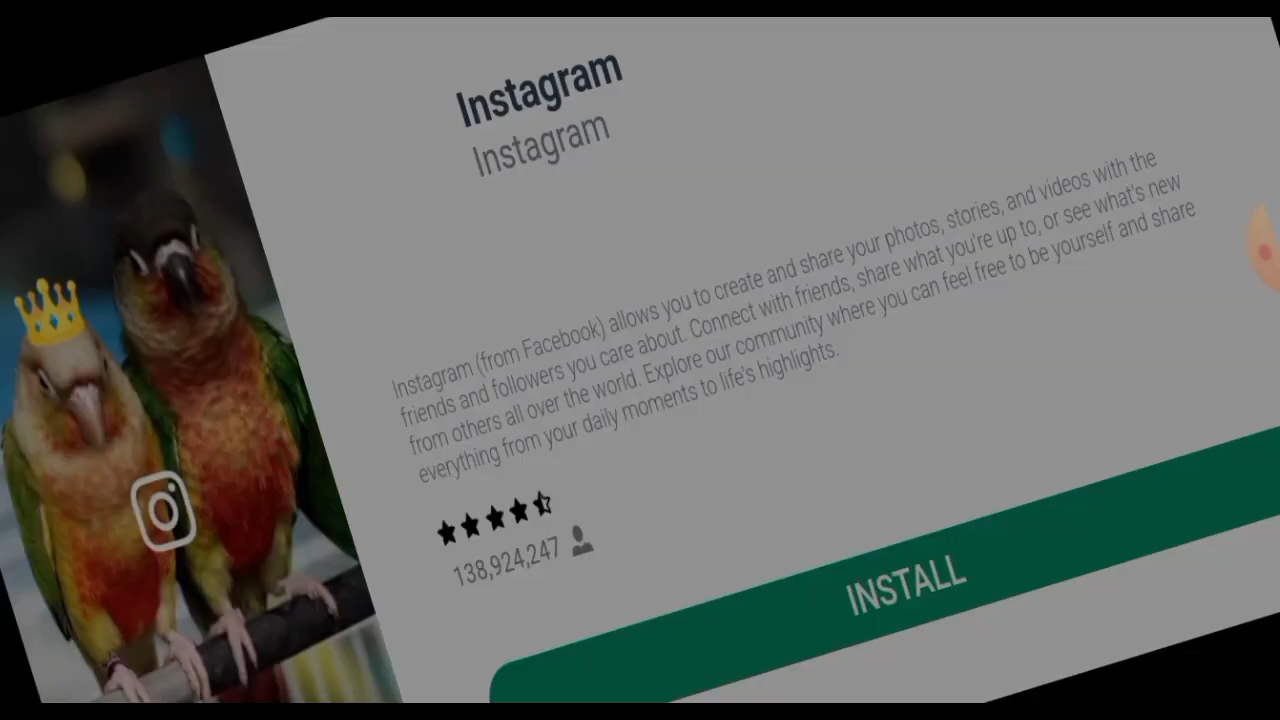 Instagram
Instagram
Instagram (from Facebook) allows you to create and share your photos, stories, and videos with the
friends and followers you care about. Connect with friends, share what you're up to, or see what's new
from others all over the world. Explore our community where you can feel free to be yourself and share
everything from your daily moments to life's highlights.
138,924,247
INSTALL